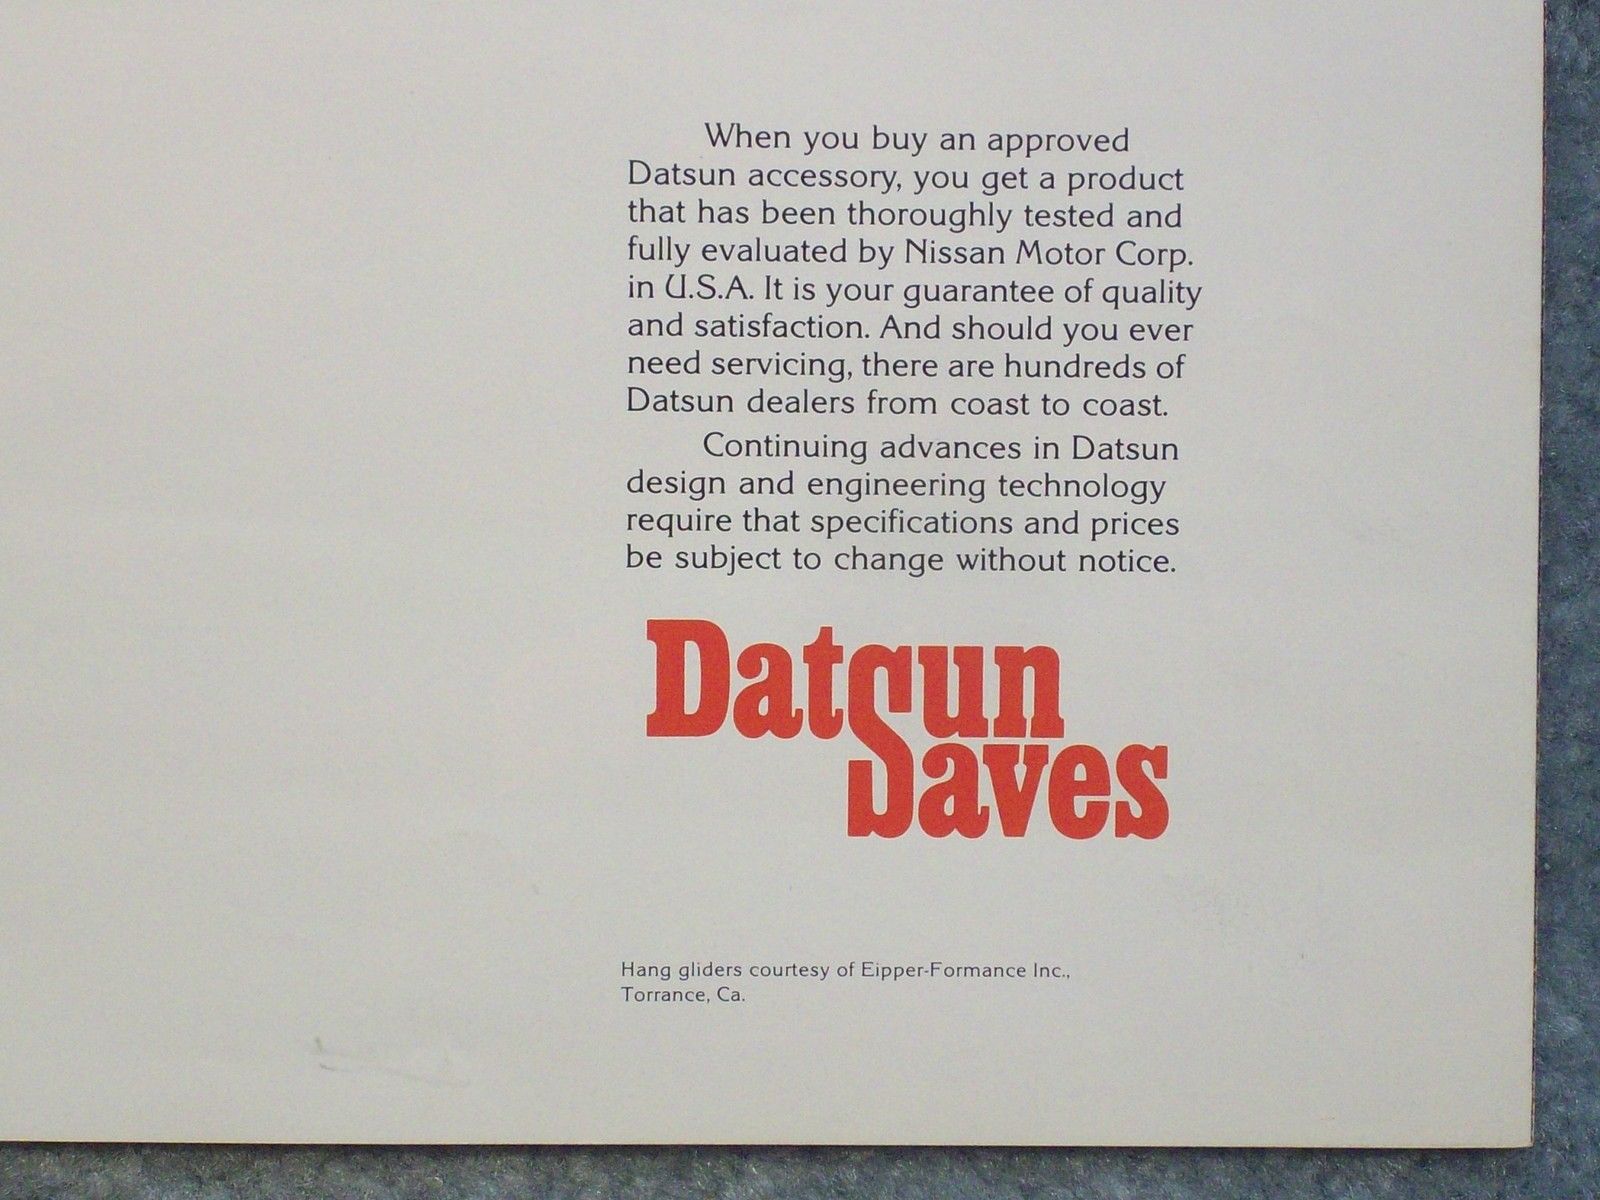 When you buy an approved
Datsun accessory, you get a product
that has been thoroughly tested and
fully evaluated by Nissan Motor Corp.
in U.S.A. It is your guarantee of quality
and satisfaction. And should you ever
need servicing, there are hundreds of
Datsun dealers from coast to coast.
Continuing advances in Datsun
design and engineering technology
require that specifications and prices
be subject to change without notice.
Datsun
Saves
Hang gliders courtesy of Eipper-Formance Inc.,
Torrance, Ca.